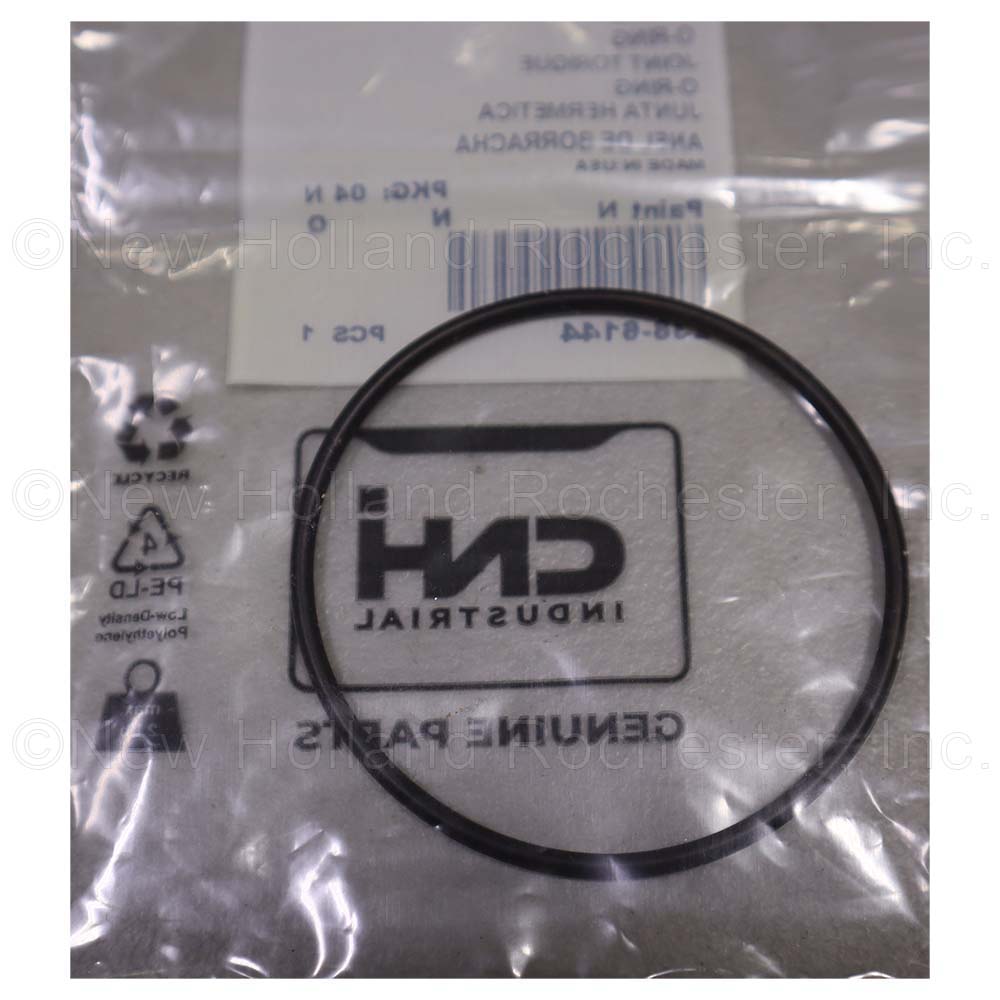 O-RING
JOINT TORIQUE
O-RING
JUNTA HERMETICA
ANEL DE BORRACHA
MADE IN USA
Paint N
PKG: 04 N
N
O
©New Holland Rochester, Inc.
-6144
PCS 1
RECYCLE
CNH
INDUSTRIAL
©New Holland Rochester, Inc.
4
PE-LD
Low-Density
Polyethylene
max
GENUINE PARTS
©New Holland Rochester, Inc.